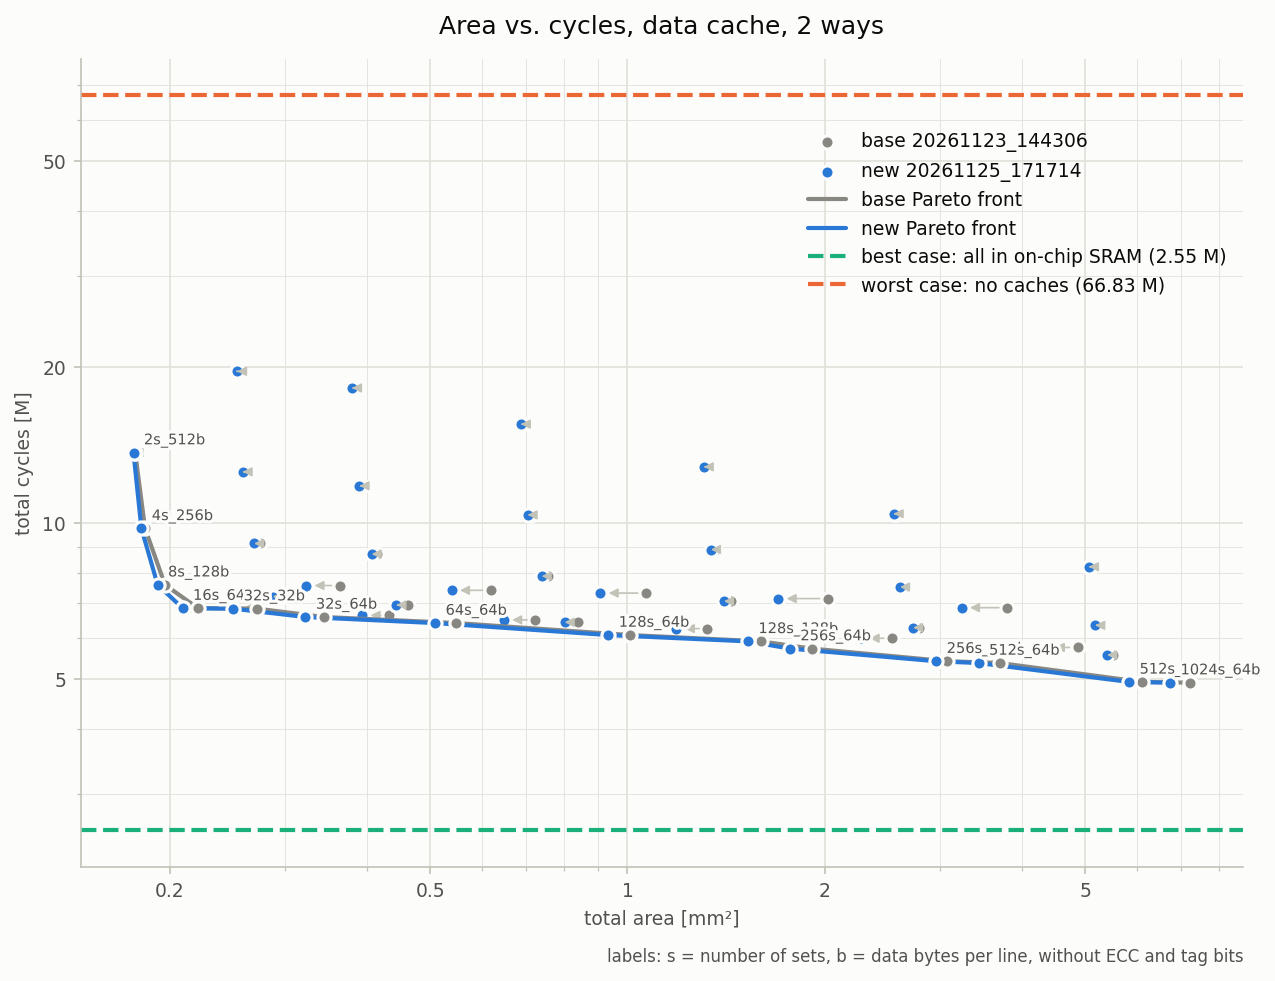 Area vs. cycles, data cache, 2 ways
base 20261123_144306
new 20261125_171714
base Pareto front
new Pareto front
best case: all in on-chip SRAM (2.55 M)
worst case: no caches (66.83 M)
total cycles [M]
50
20
10
5
2s_512b
4s_256b
8s_128b
32s_32b
32s_64b
64s_64b
128s_64b
256s_64b
512s_64b
1024s_64b
0.2
0.5
1
2
5
total area [mm²]
labels: s = number of sets, b = data bytes per line, without ECC and tag bits